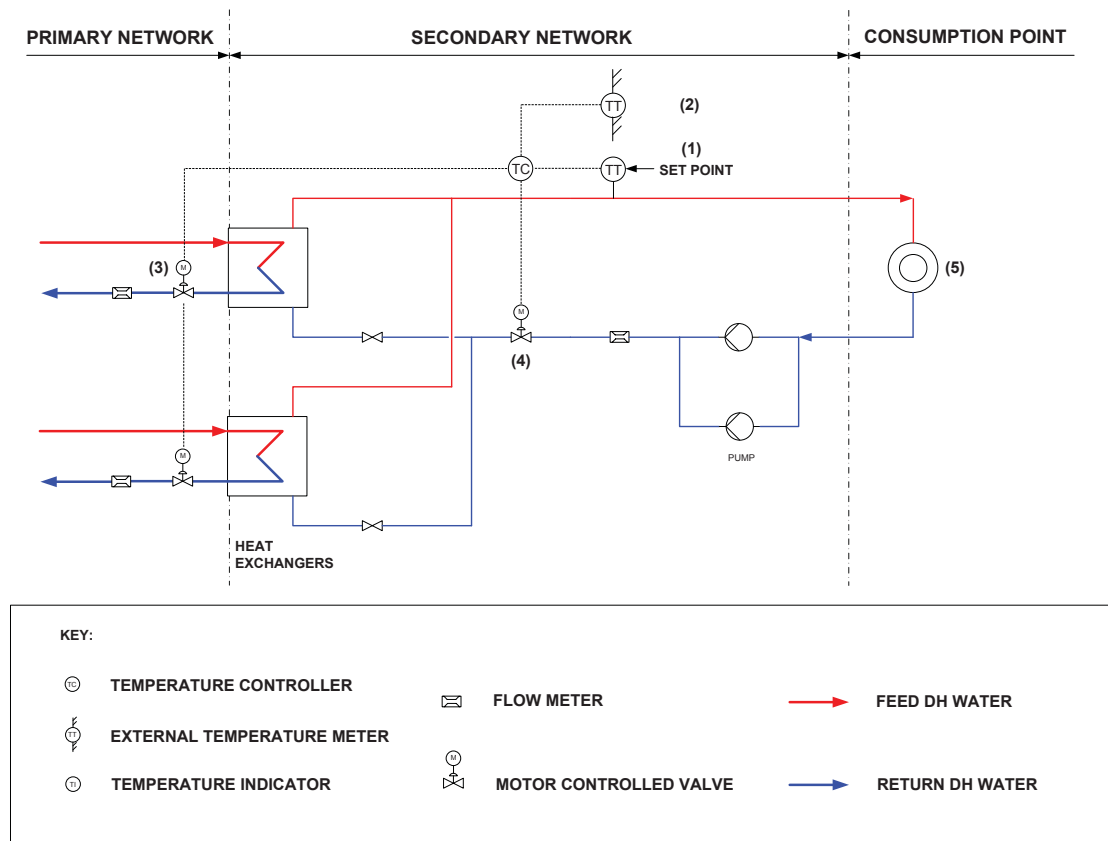 PRIMARY NETWORK
SECONDARY NETWORK
CONSUMPTION POINT
TT
(2)
(1)
TC
TT
SET POINT
(3)
M
(5)
M
(4)
M
PUMP
HEAT
EXCHANGERS
KEY:
TC
TEMPERATURE CONTROLLER
FLOW METER
FEED DH WATER
TT
EXTERNAL TEMPERATURE METER
TI
TEMPERATURE INDICATOR
M
MOTOR CONTROLLED VALVE
RETURN DH WATER